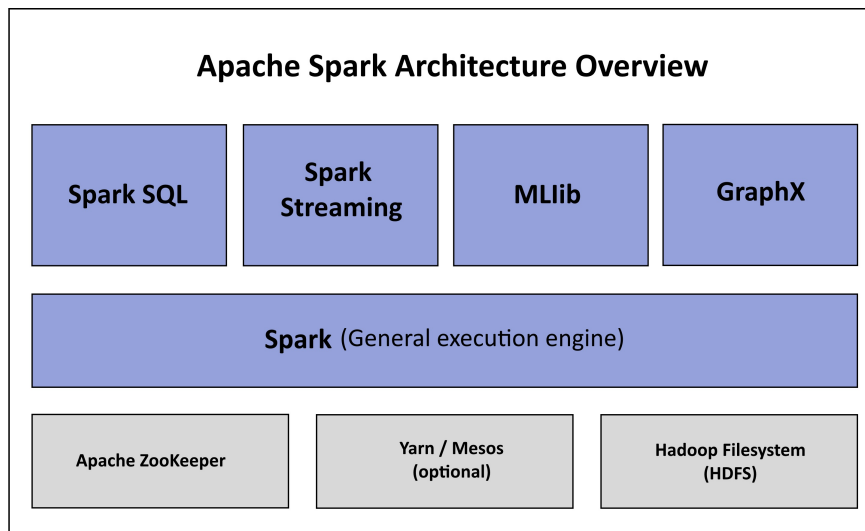 Apache Spark Architecture Overview
Spark SQL
Spark
Streaming
MLlib
GraphX
Spark (General execution engine)
Apache ZooKeeper
Yarn / Mesos
(optional)
Hadoop Filesystem
(HDFS)